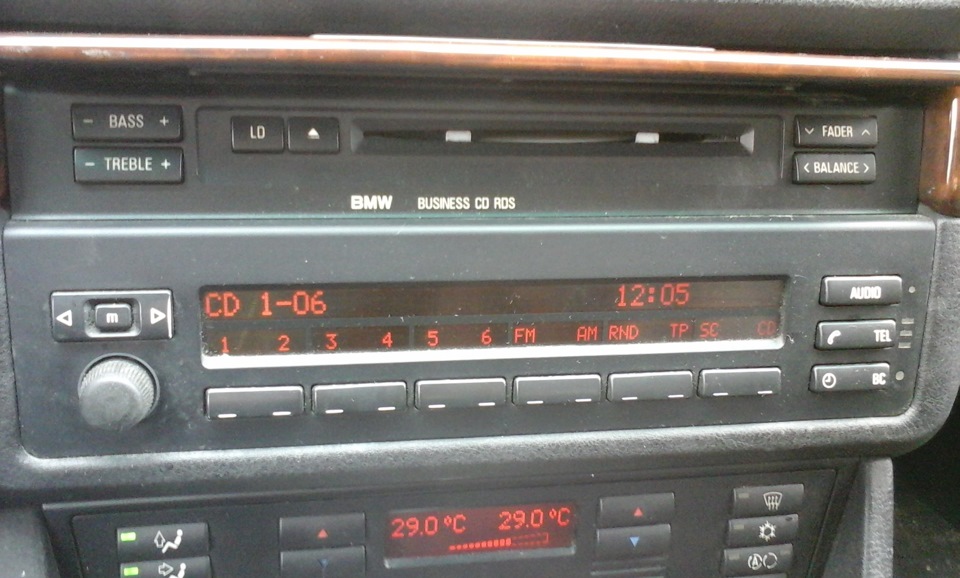 - BASS +
LD
∨ FADER ∧
- TREBLE +
< BALANCE >
BMW BUSINESS CD RDS
CD 1-06 12:05
AUDIO
m
1 2 3 4 5 6 FM AM RND TP SC CD
TEL
BC
29.0 °C 29.0 °C
A